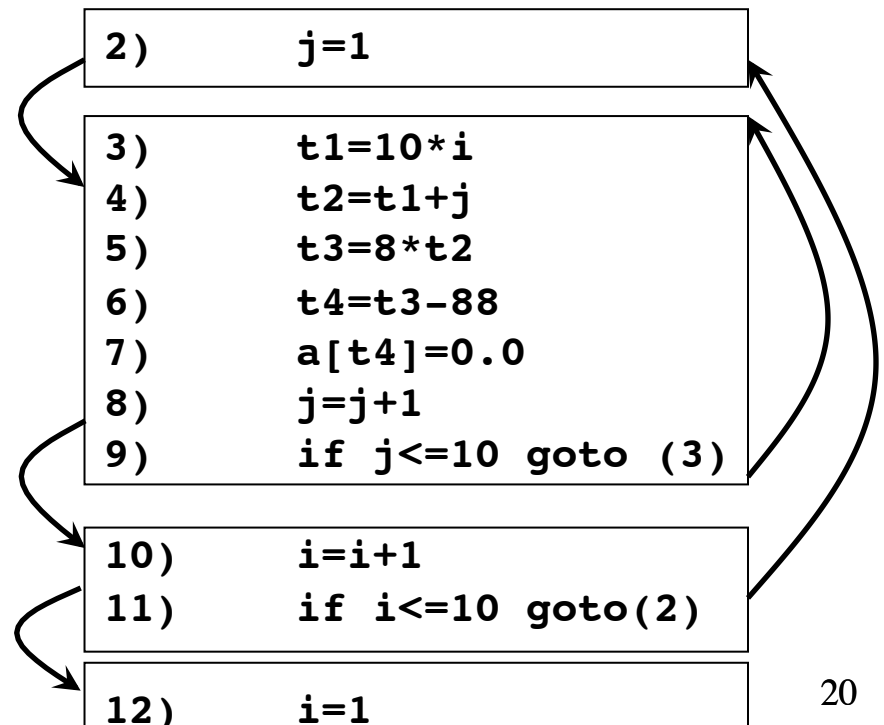 2) j=1
3) t1=10*i
4) t2=t1+j
5) t3=8*t2
6) t4=t3-88
7) a[t4]=0.0
8) j=j+1
9) if j<=10 goto (3)
10) i=i+1
11) if i<=10 goto(2)
12) i=1
20